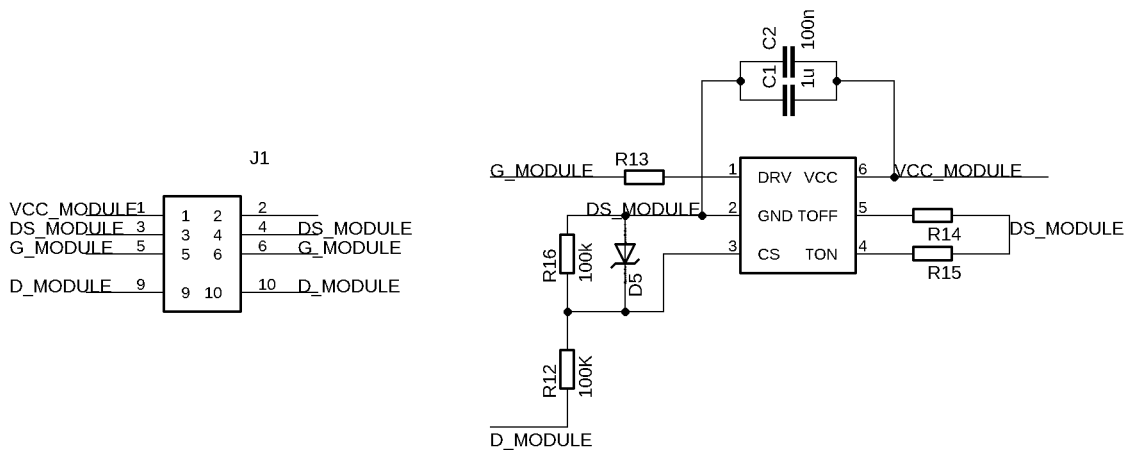 J1
VCC_MODULE 1 1 2 2
DS_MODULE 3 3 4 4 DS_MODULE
G_MODULE 5 5 6 6 G_MODULE
D_MODULE 9 9 10 10 D_MODULE
C2 100n
C1 1u
G_MODULE R13 1 DRV VCC 6 VCC_MODULE
DS_MODULE 2 GND TOFF 5 R14 DS_MODULE
3 CS TON 4 R15
R16 100k
D5
R12 100K
D_MODULE